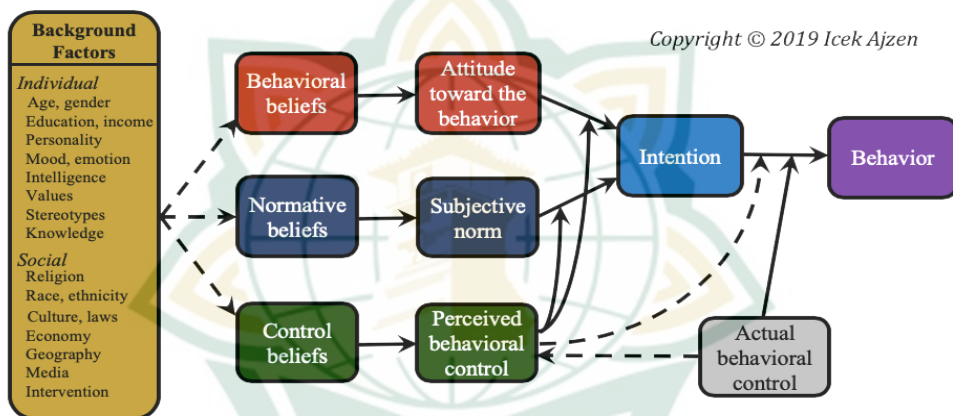 Background
Factors
Individual
Age, gender
Education, income
Personality
Mood, emotion
Intelligence
Values
Stereotypes
Knowledge
Social
Religion
Race, ethnicity
Culture, laws
Economy
Geography
Media
Intervention
Behavioral
beliefs
Normative
beliefs
Control
beliefs
Attitude
toward the
behavior
Subjective
norm
Perceived
behavioral
control
Copyright © 2019 Icek Ajzen
Intention
Behavior
Actual
behavioral
control